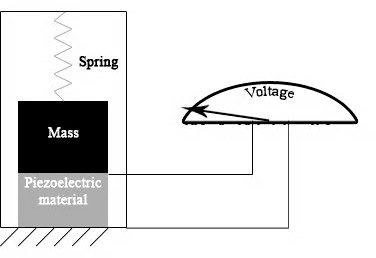 Spring
Voltage
Mass
Piezoelectric
material